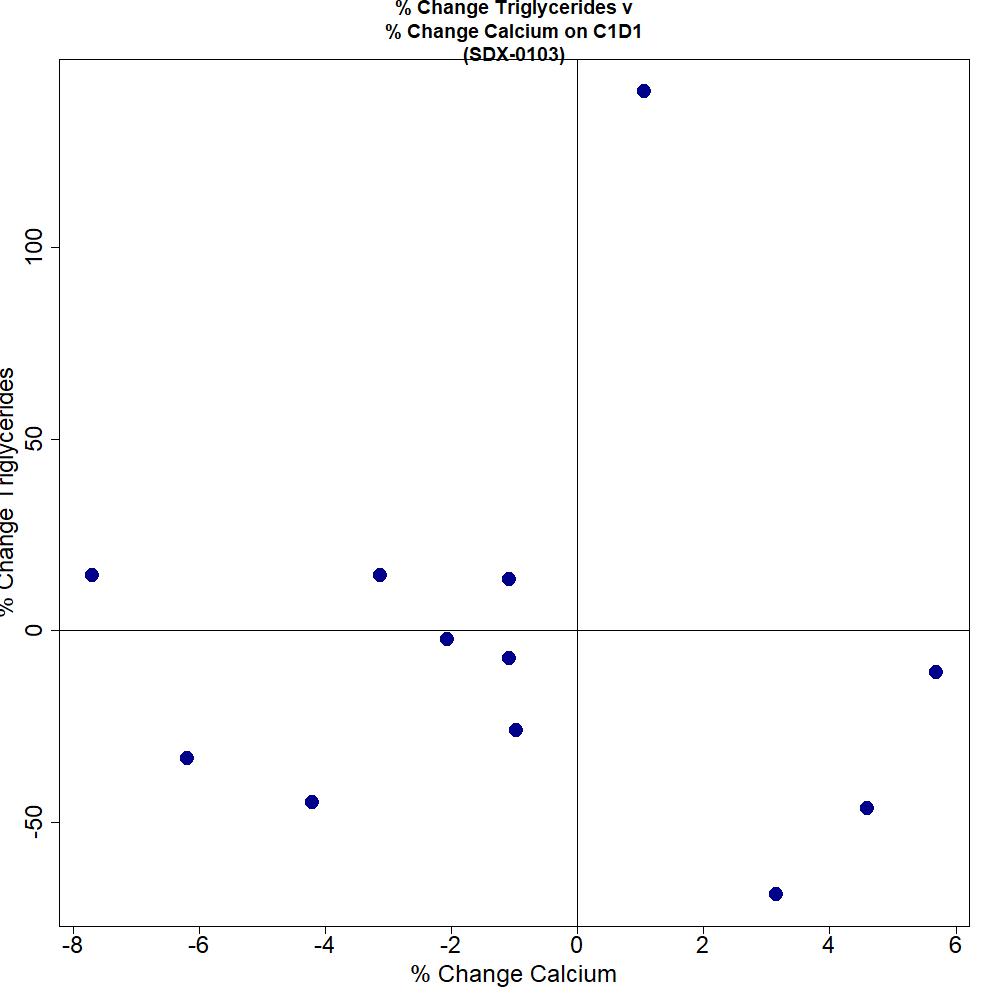 % Change Triglycerides v
% Change Calcium on C1D1
(SDX-0103)
% Change Triglycerides
100
50
0
-50
-8
-6
-4
-2
0
2
4
6
% Change Calcium